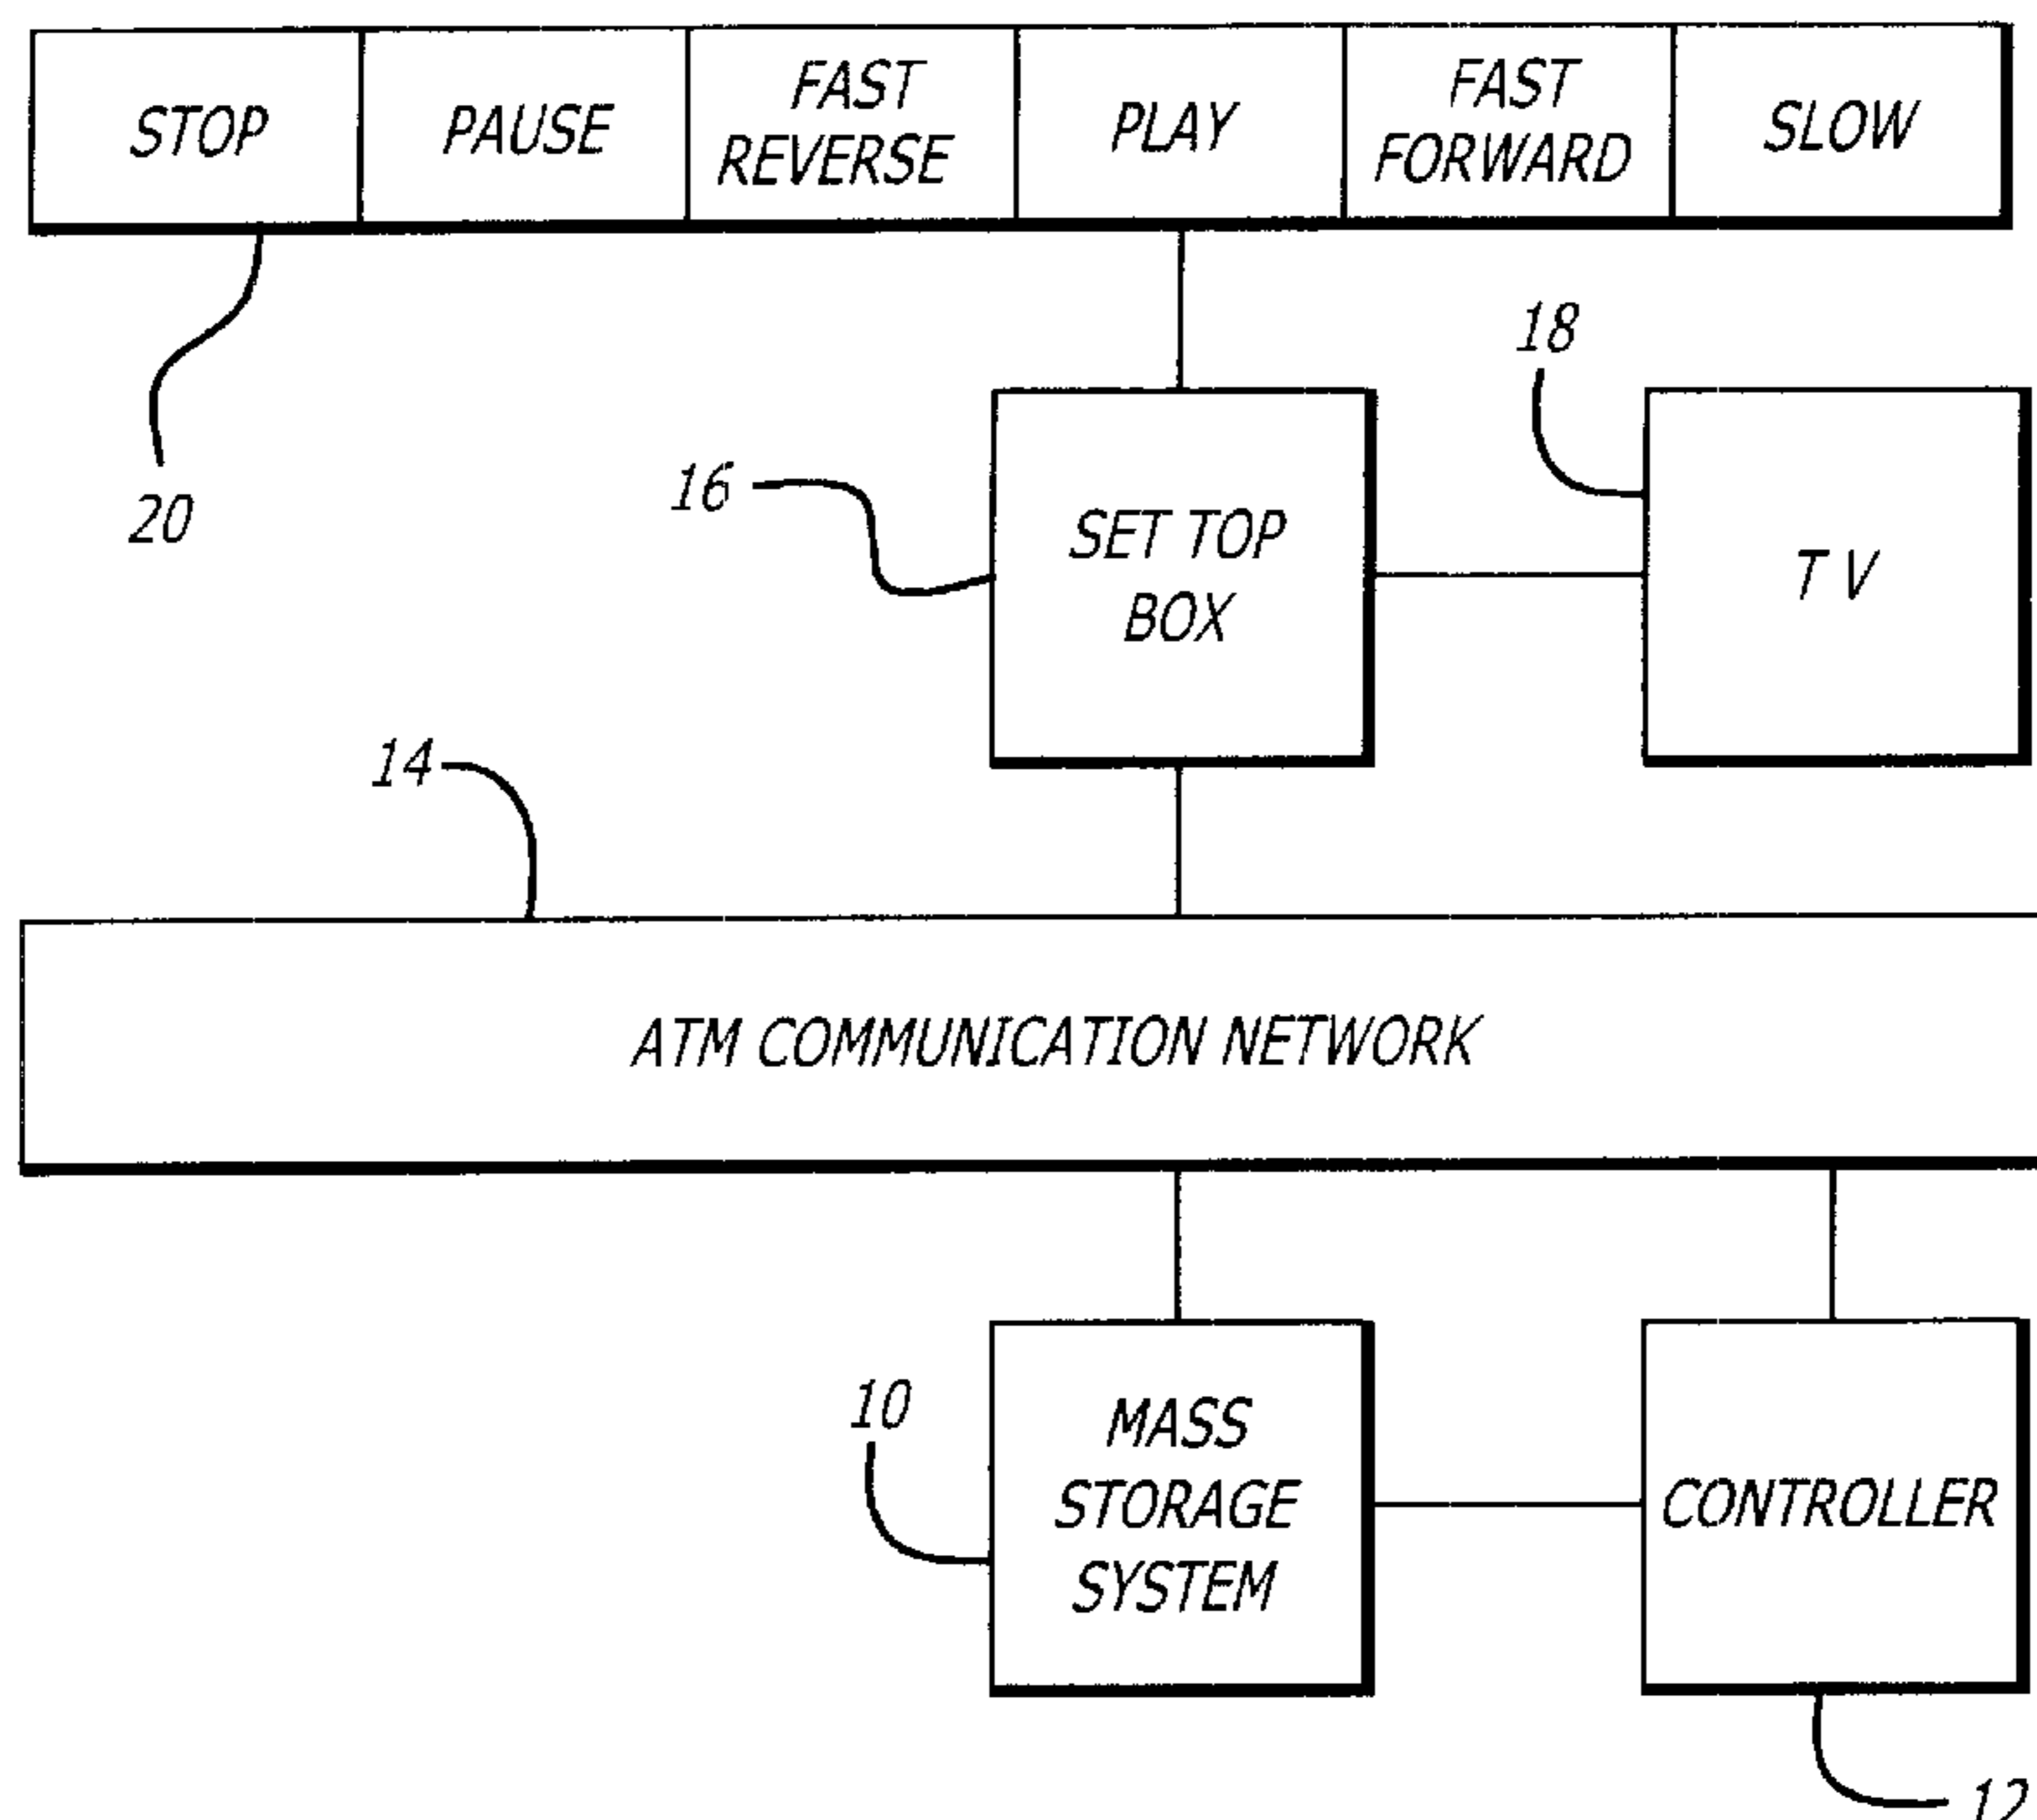 STOP
PAUSE
FAST
REVERSE
PLAY
FAST
FORWARD
SLOW
20
18
16
SET TOP
BOX
TV
14
ATM COMMUNICATION NETWORK
10
MASS
STORAGE
SYSTEM
CONTROLLER
12